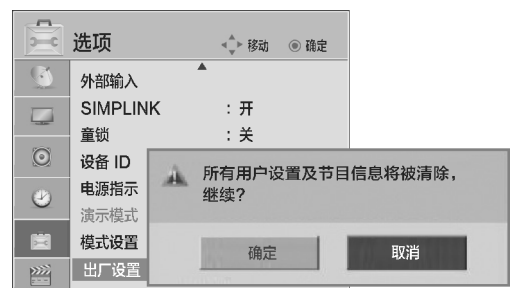 选项 移动 确定
外部输入
SIMPLINK : 开
童锁 : 关
设备 ID
电源指示
演示模式
模式设置
出厂设置
所有用户设置及节目信息将被清除，
继续?
确定 取消